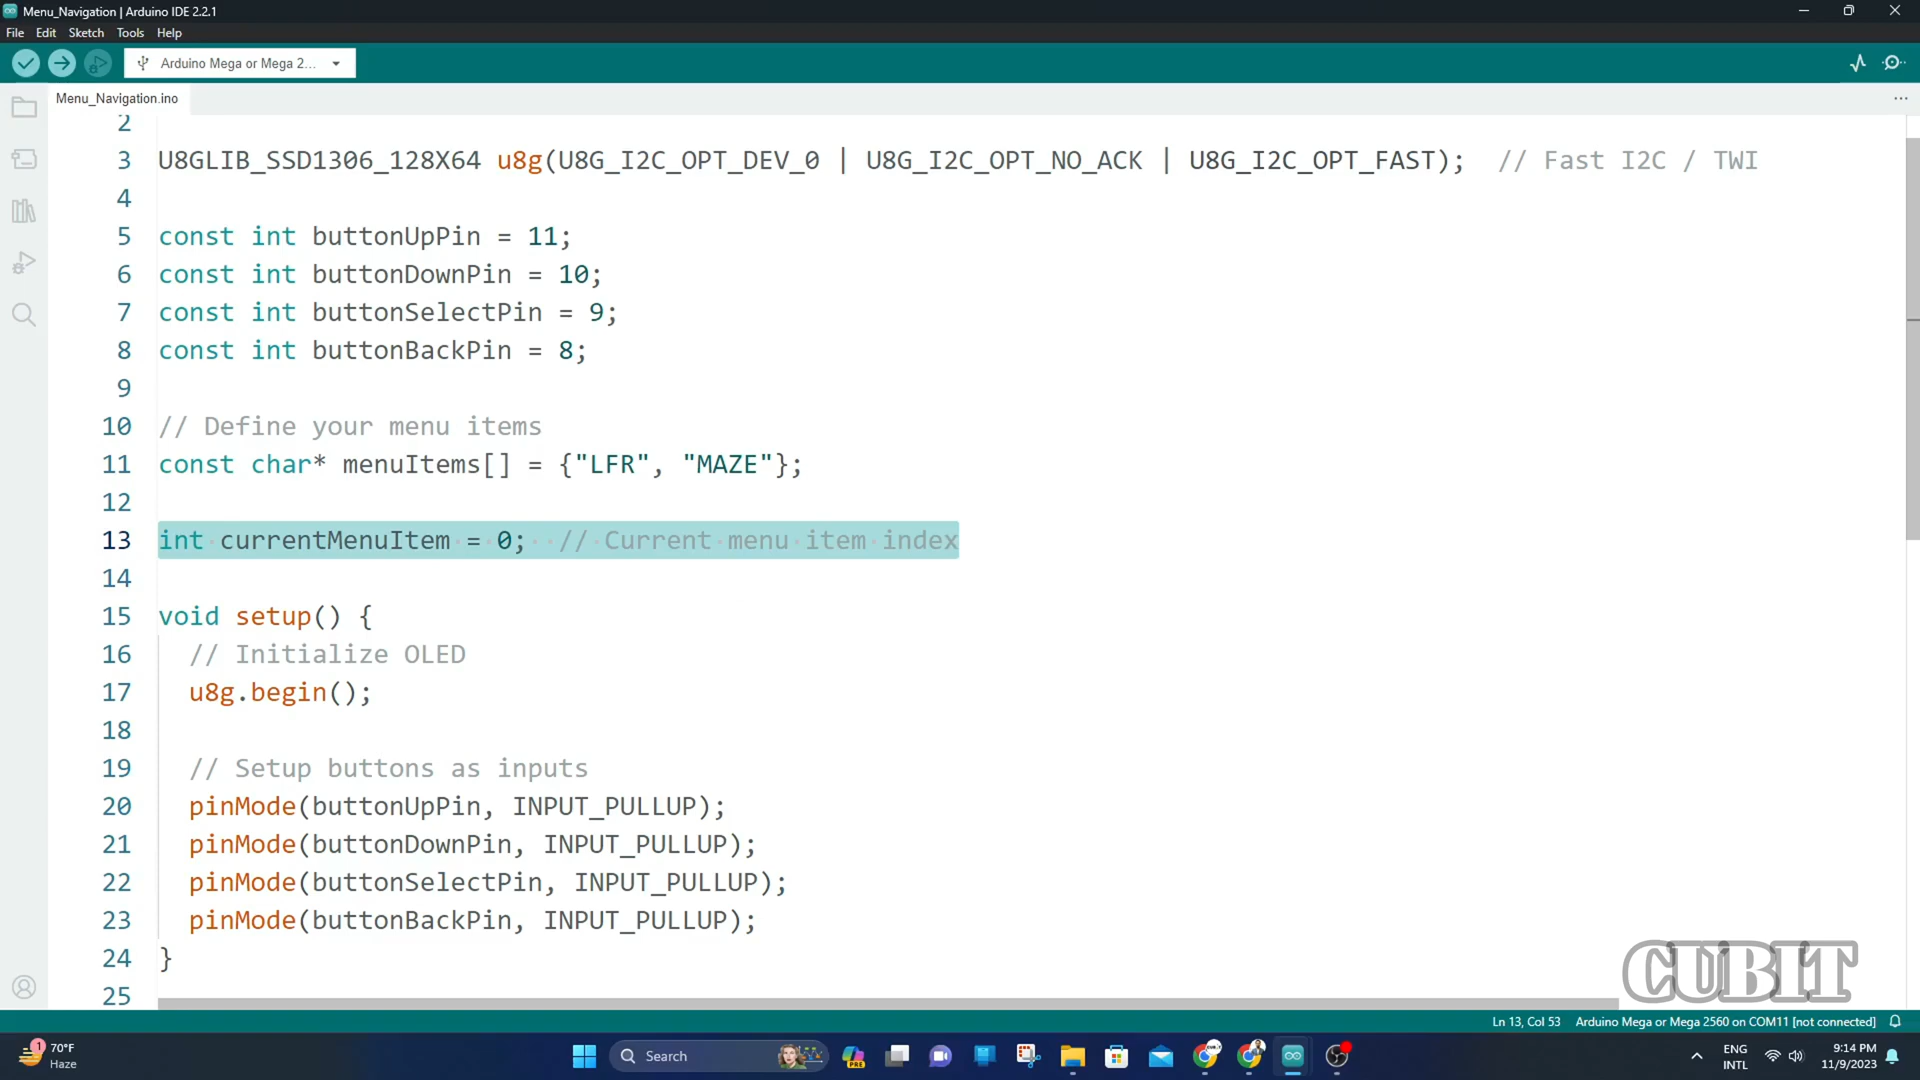 Menu_Navigation | Arduino IDE 2.2.1
File Edit Sketch Tools Help
Arduino Mega or Mega 2...
Menu_Navigation.ino
2
3 U8GLIB_SSD1306_128X64 u8g(U8G_I2C_OPT_DEV_0 | U8G_I2C_OPT_NO_ACK | U8G_I2C_OPT_FAST);  // Fast I2C / TWI
4
5 const int buttonUpPin = 11;
6 const int buttonDownPin = 10;
7 const int buttonSelectPin = 9;
8 const int buttonBackPin = 8;
9
10 // Define your menu items
11 const char* menuItems[] = {"LFR", "MAZE"};
12
13 int currentMenuItem = 0;  // Current menu item index
14
15 void setup() {
16   // Initialize OLED
17   u8g.begin();
18
19   // Setup buttons as inputs
20   pinMode(buttonUpPin, INPUT_PULLUP);
21   pinMode(buttonDownPin, INPUT_PULLUP);
22   pinMode(buttonSelectPin, INPUT_PULLUP);
23   pinMode(buttonBackPin, INPUT_PULLUP);
24 }
25
CUBIT
Ln 13, Col 53 Arduino Mega or Mega 2560 on COM11 [not connected]
1
70°F
Haze
Search
PRE
ENG
INTL
9:14 PM
11/9/2023